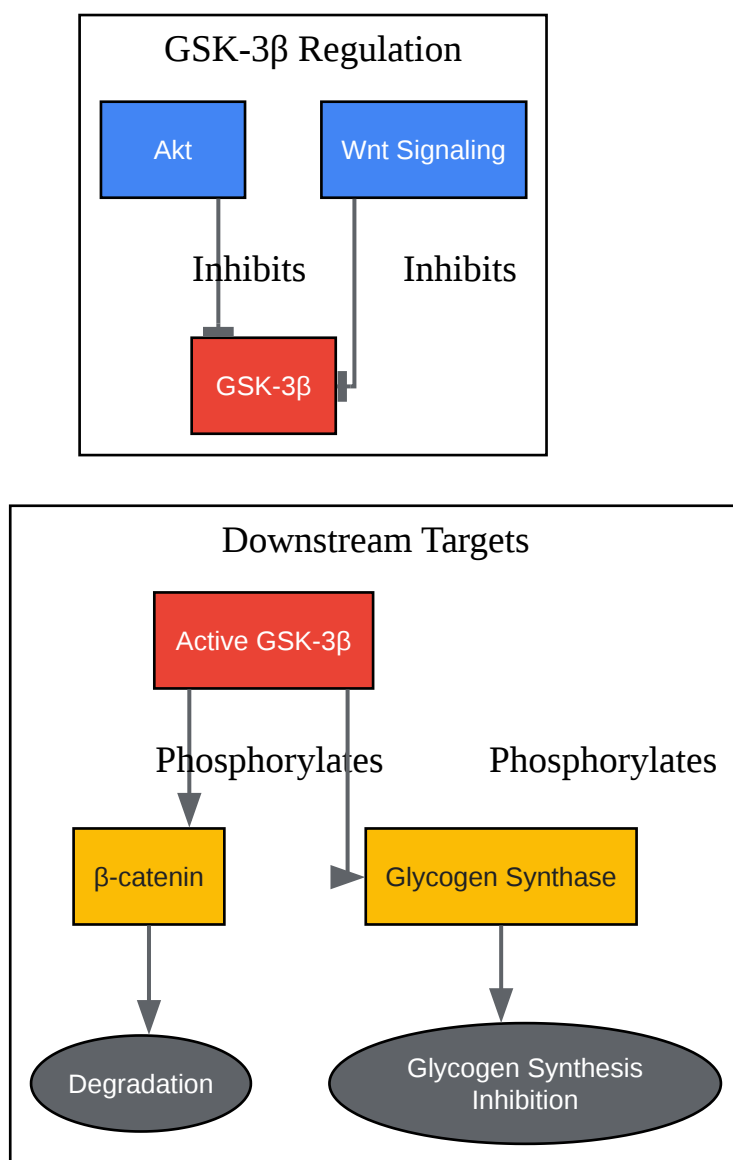 GSK-3β Regulation
Akt
Wnt Signaling
Inhibits
Inhibits
GSK-3β
Downstream Targets
Active GSK-3β
Phosphorylates
Phosphorylates
β-catenin
Glycogen Synthase
Degradation
Glycogen Synthesis
Inhibition